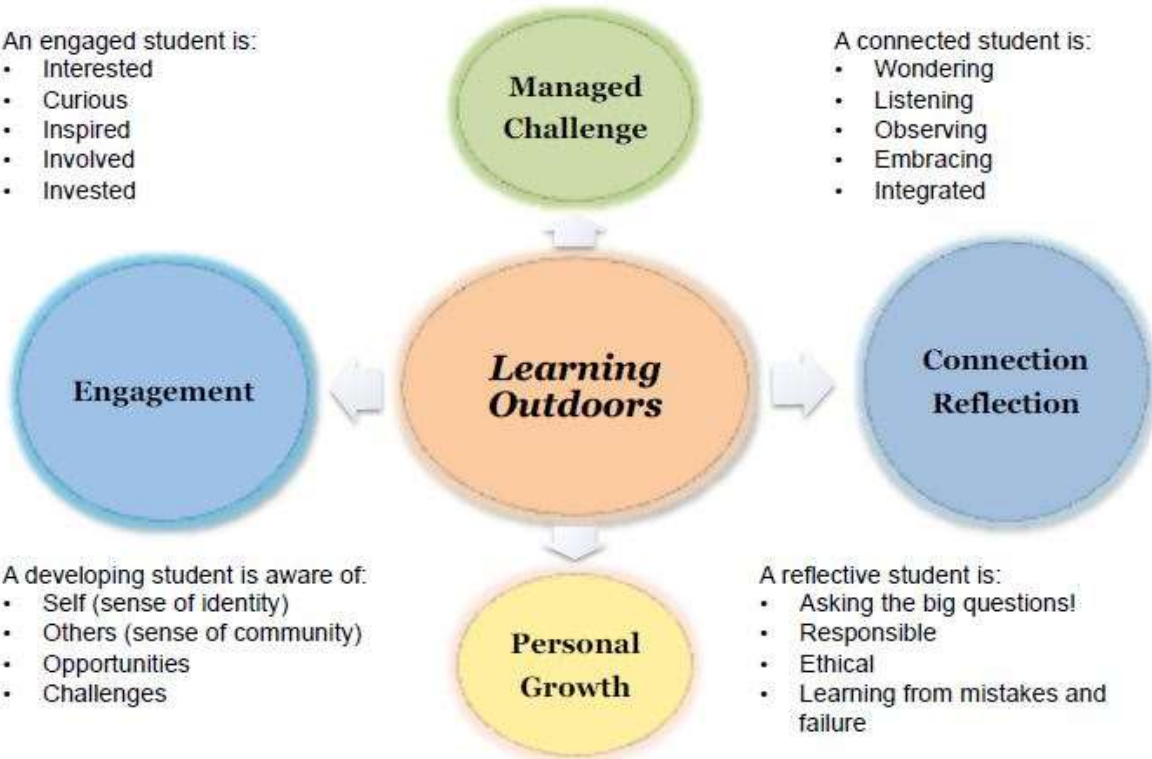 An engaged student is:
• Interested
• Curious
• Inspired
• Involved
• Invested
Managed
Challenge
A connected student is:
• Wondering
• Listening
• Observing
• Embracing
• Integrated
Engagement
Learning
Outdoors
Connection
Reflection
A developing student is aware of:
• Self (sense of identity)
• Others (sense of community)
• Opportunities
• Challenges
Personal
Growth
A reflective student is:
• Asking the big questions!
• Responsible
• Ethical
• Learning from mistakes and
failure